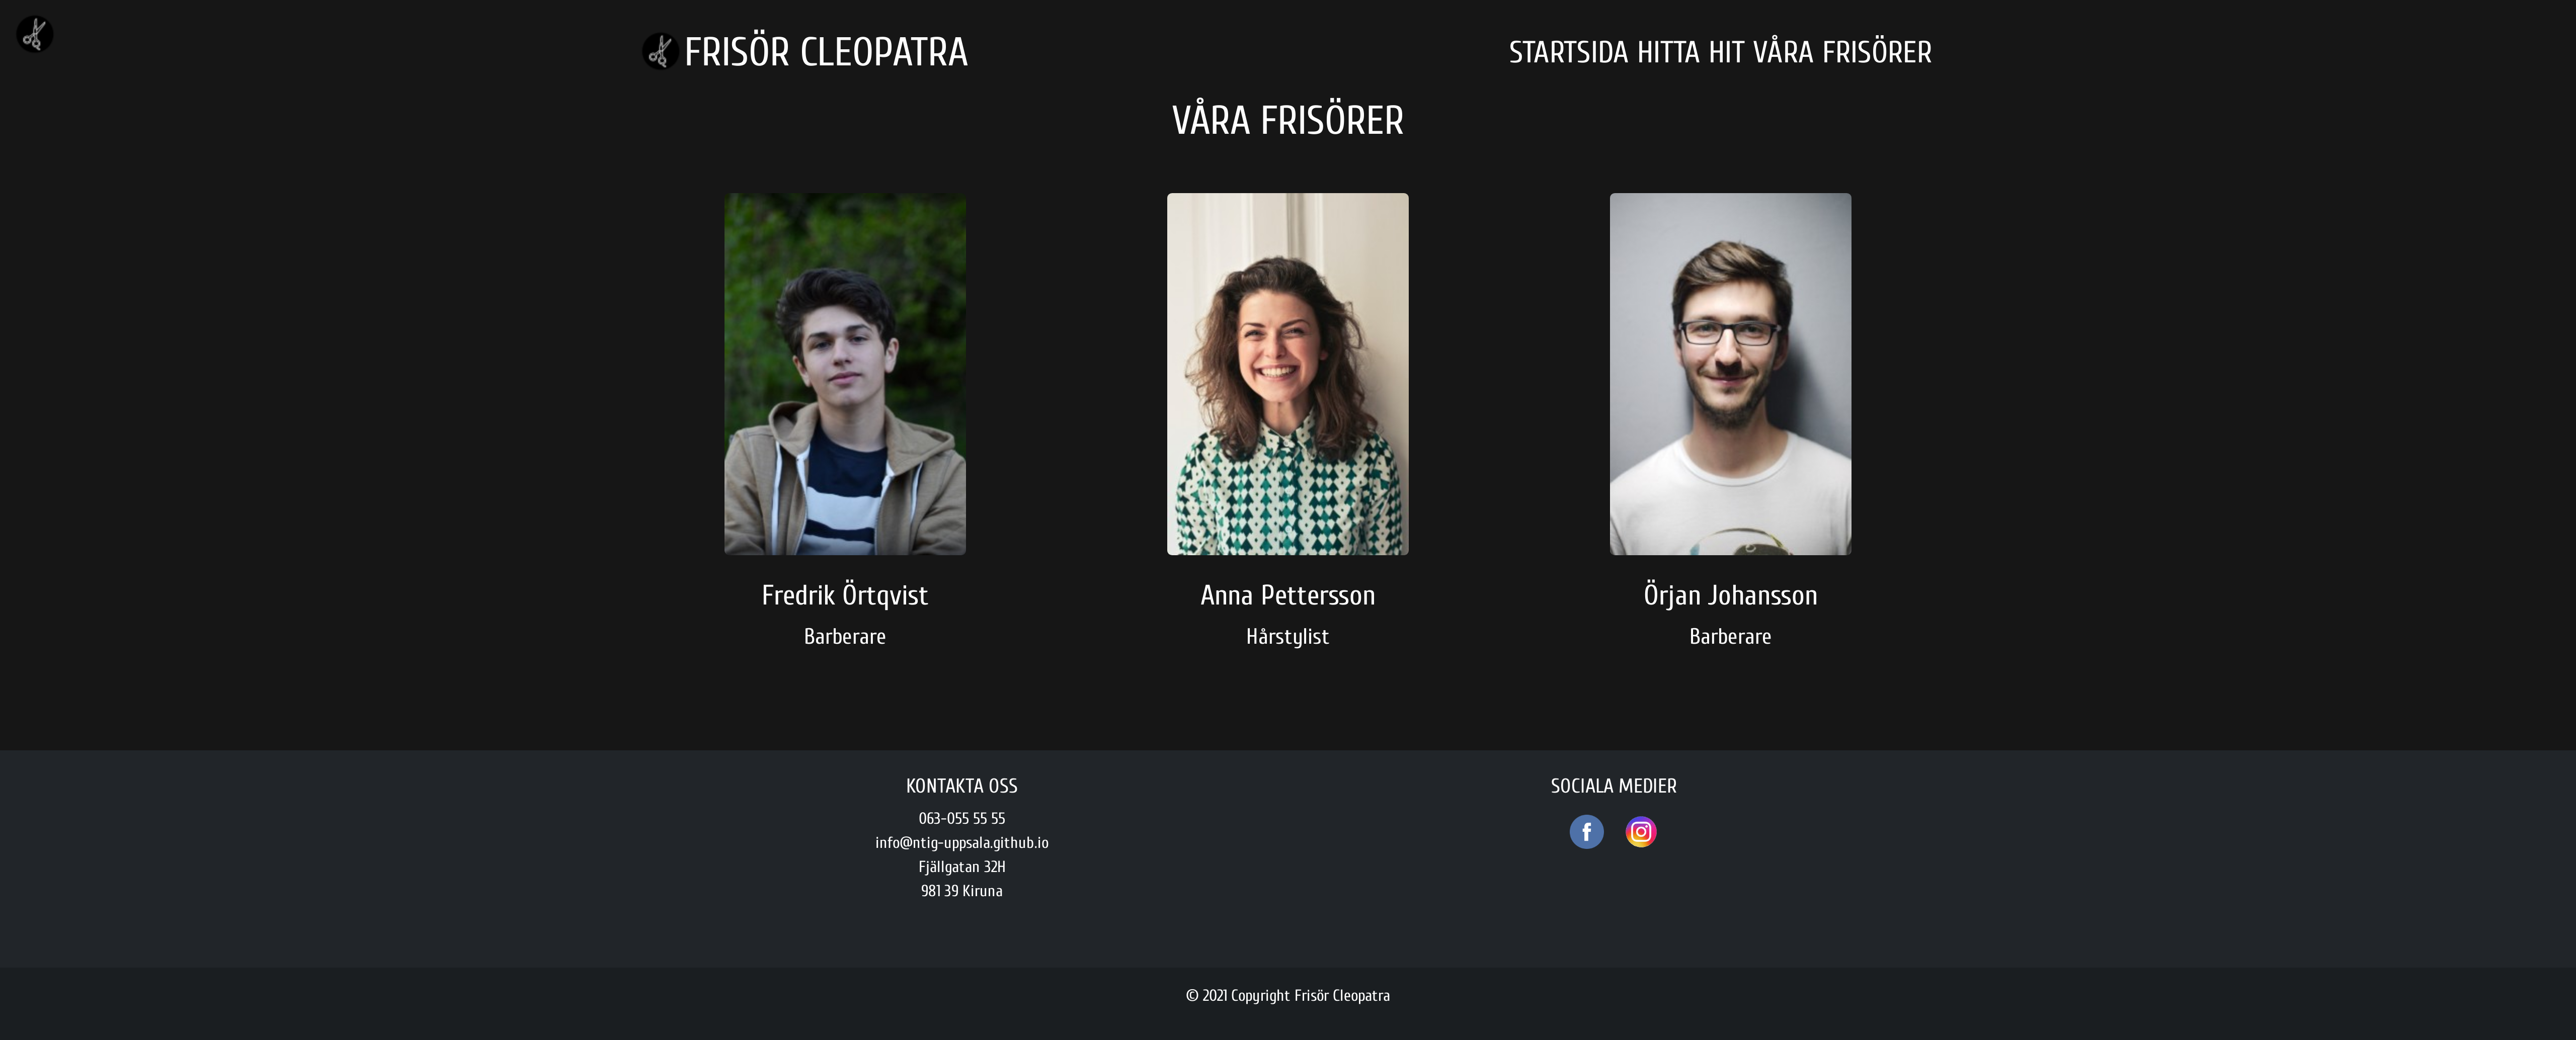 FRISÖR CLEOPATRA
STARTSIDA HITTA HIT VÅRA FRISÖRER
VÅRA FRISÖRER
Fredrik Örtqvist
Barberare
Anna Pettersson
Hårstylist
Örjan Johansson
Barberare
KONTAKTA OSS
063-055 55 55
info@ntig-uppsala.github.io
Fjällgatan 32H
981 39 Kiruna
SOCIALA MEDIER
© 2021 Copyright Frisör Cleopatra